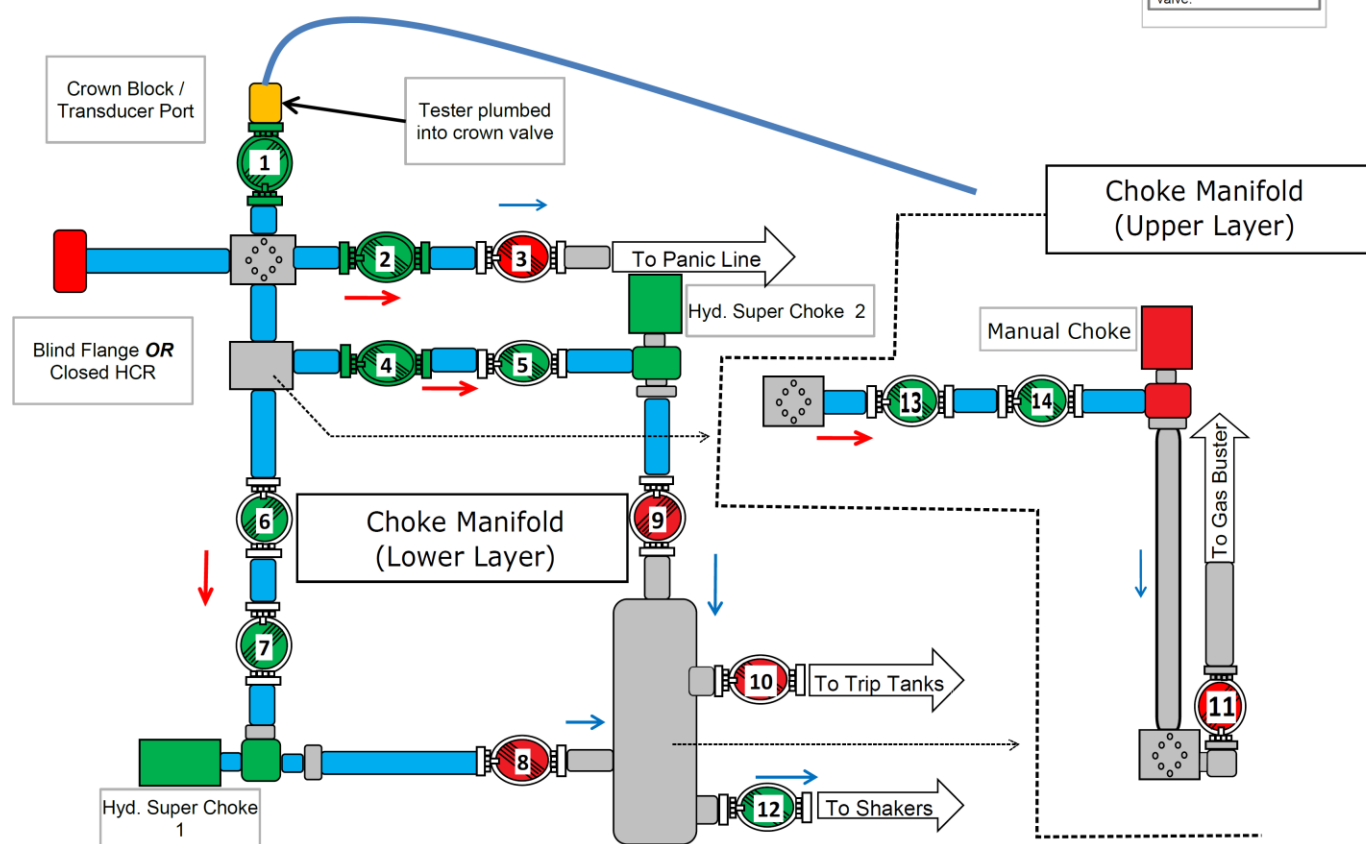 valve.
Crown Block /
Transducer Port
Tester plumbed
into crown valve
1
Choke Manifold
(Upper Layer)
2
3
To Panic Line
Hyd. Super Choke 2
Manual Choke
Blind Flange OR
Closed HCR
4
5
13
14
6
Choke Manifold
(Lower Layer)
9
To Gas Buster
7
10
To Trip Tanks
11
8
12
To Shakers
Hyd. Super Choke
1